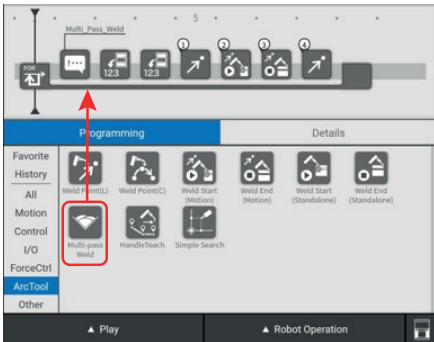 5
Multi_Pass_Weld
1 2 3 4
FOR
123 123
Programming Details
Favorite
History
All
Motion
Control
I/O
ForceCtrl
ArcTool
Other
Weld Point(L) Weld Point(C) Weld Start
(Motion) Weld End
(Motion) Weld Start
(Standalone) Weld End
(Standalone)
Multi-pass
Weld HandleTeach Simple Search
▲ Play ▲ Robot Operation